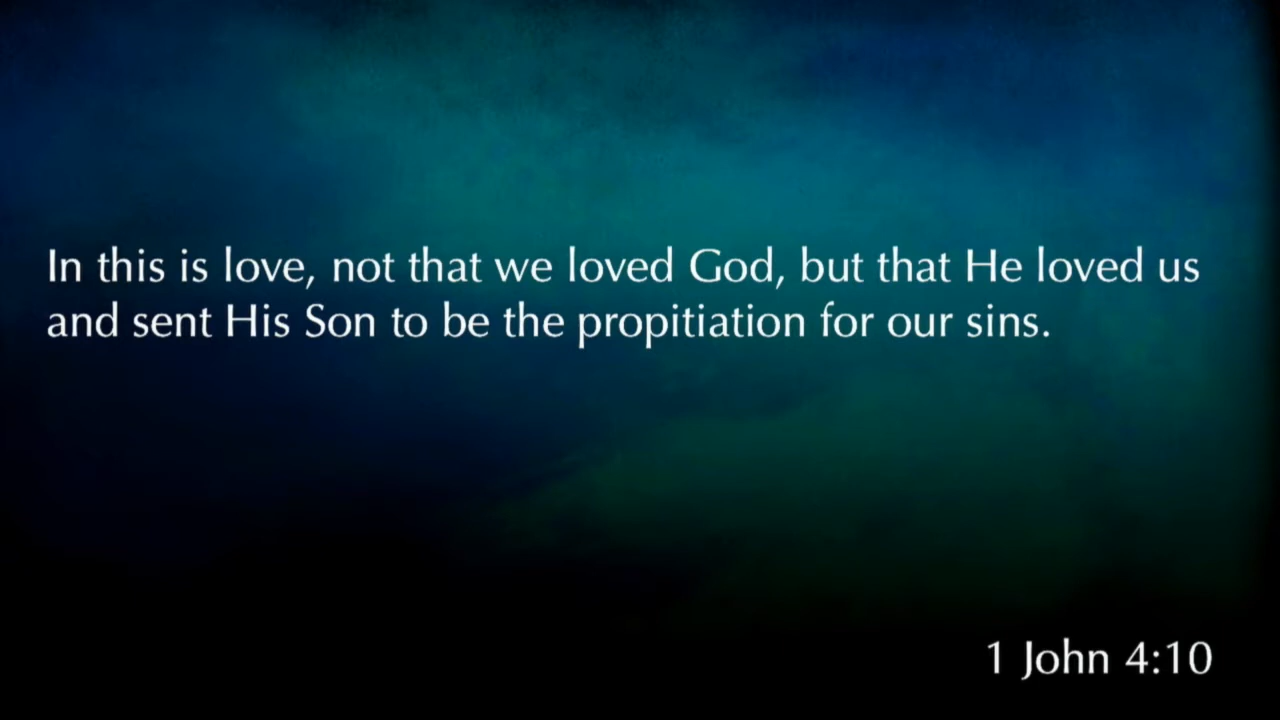 In this is love, not that we loved God, but that He loved us
and sent His Son to be the propitiation for our sins.
1 John 4:10